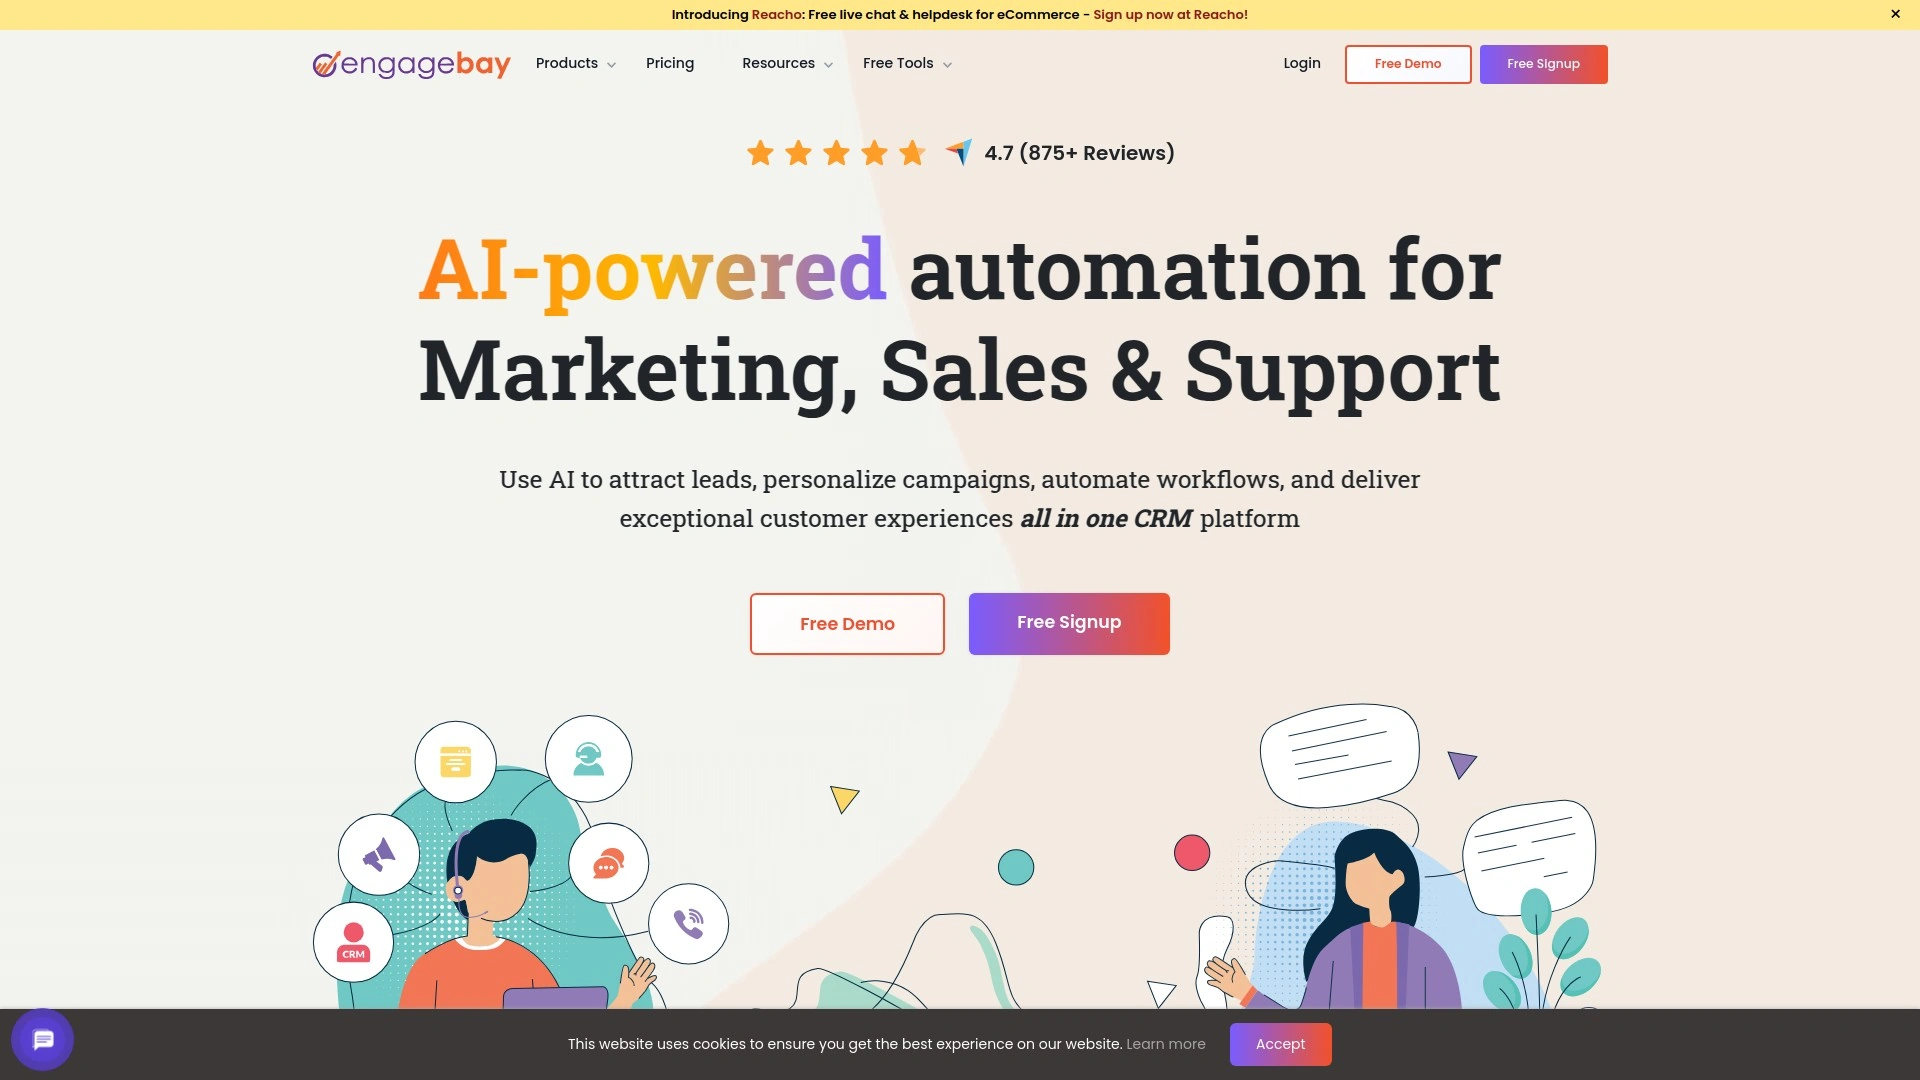 Introducing Reacho: Free live chat & helpdesk for eCommerce - Sign up now at Reacho!
×
engagebay
Products
Pricing
Resources
Free Tools
Login
Free Demo
Free Signup
4.7 (875+ Reviews)
AI-powered automation for
Marketing, Sales & Support
Use AI to attract leads, personalize campaigns, automate workflows, and deliver
exceptional customer experiences all in one CRM platform
Free Demo
Free Signup
CRM
This website uses cookies to ensure you get the best experience on our website. Learn more
Accept